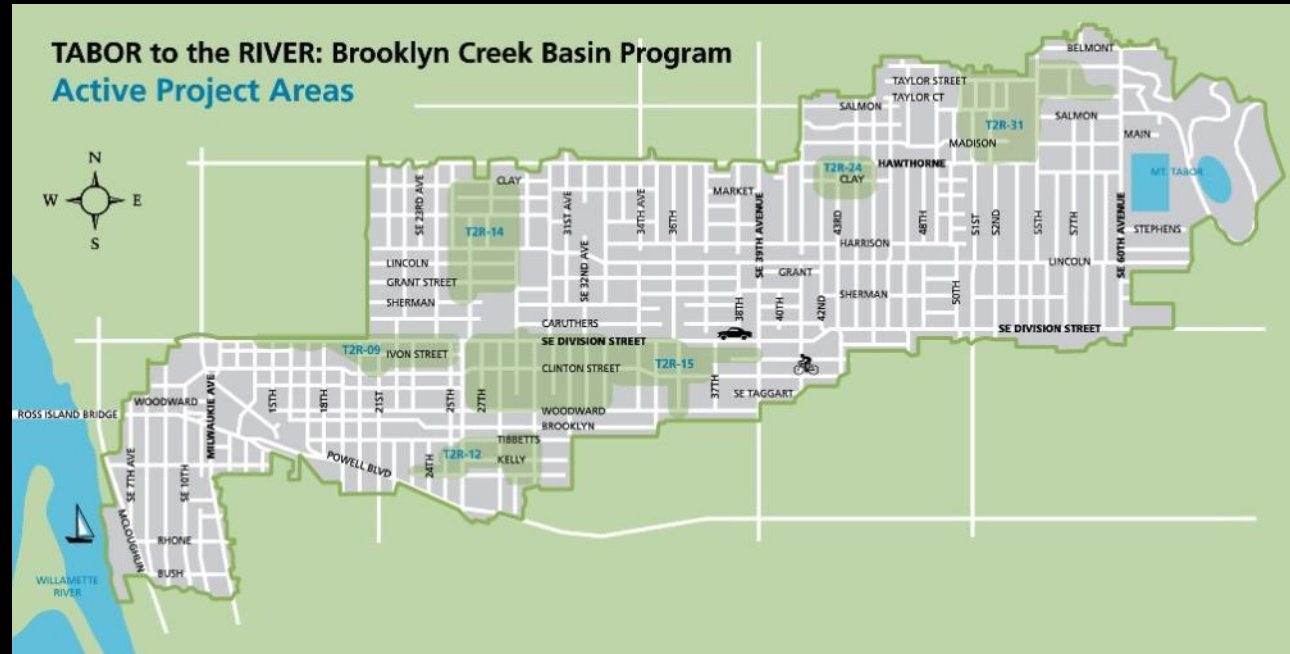 TABOR to the RIVER: Brooklyn Creek Basin Program
Active Project Areas
N
W
E
S
BELMONT
TAYLOR STREET
TAYLOR CT
SALMON
SALMON
T2R-31
MAIN
MADISON
HAWTHORNE
T2R-24
CLAY
MT. TABOR
CLAY
MARKET
SE 23RD AVE
31ST AVE
34TH AVE
36TH
43RD
48TH
51ST
52ND
55TH
57TH
SE 60TH AVENUE
STEPHENS
T2R-14
HARRISON
SE 32ND AVE
SE 39TH AVENUE
LINCOLN
LINCOLN
GRANT
GRANT STREET
SHERMAN
SHERMAN
50TH
38TH
40TH
42ND
CARUTHERS
SE DIVISION STREET
SE DIVISION STREET
T2R-09
IVON STREET
CLINTON STREET
T2R-15
37TH
SE TAGGART
WOODWARD
MILWAUKIE AVE
15TH
18TH
21ST
25TH
27TH
WOODWARD
ROSS ISLAND BRIDGE
BROOKLYN
TIBBETTS
T2R-12
KELLY
24TH
POWELL BLVD
SE 7TH AVE
SE 10TH
MCLOUGHLIN
RHONE
BUSH
WILLAMETTE
RIVER